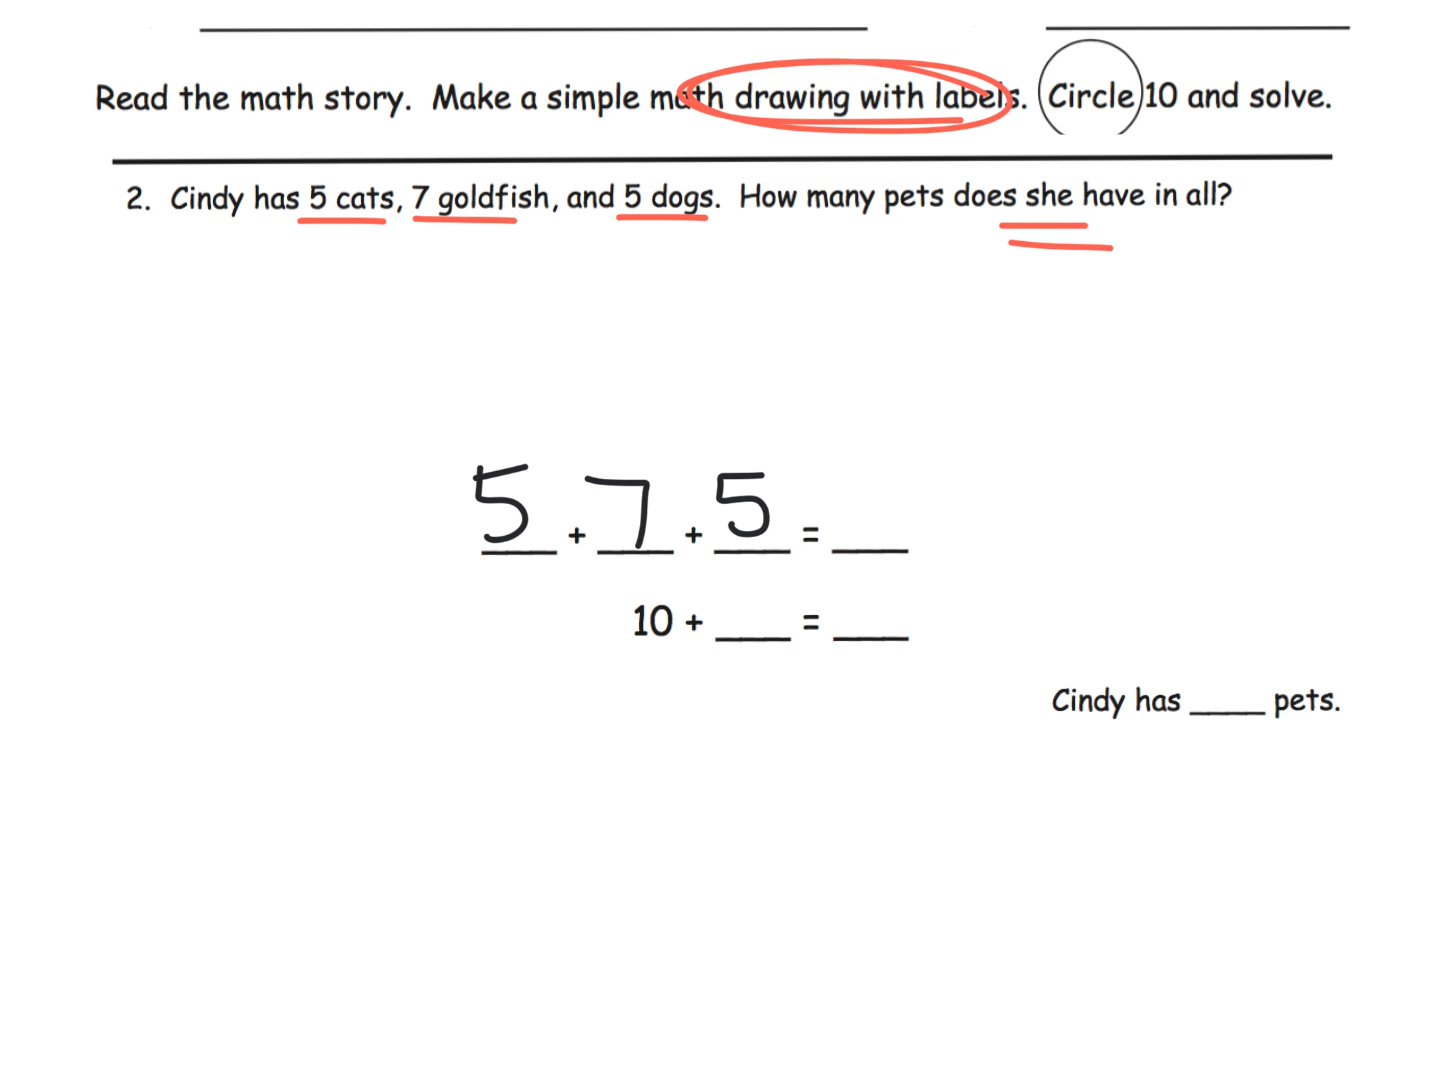 Read the math story. Make a simple math drawing with labels. Circle 10 and solve.
2. Cindy has 5 cats, 7 goldfish, and 5 dogs. How many pets does she have in all?
5 + 7 + 5 = ___
10 + ___ = ___
Cindy has ____ pets.